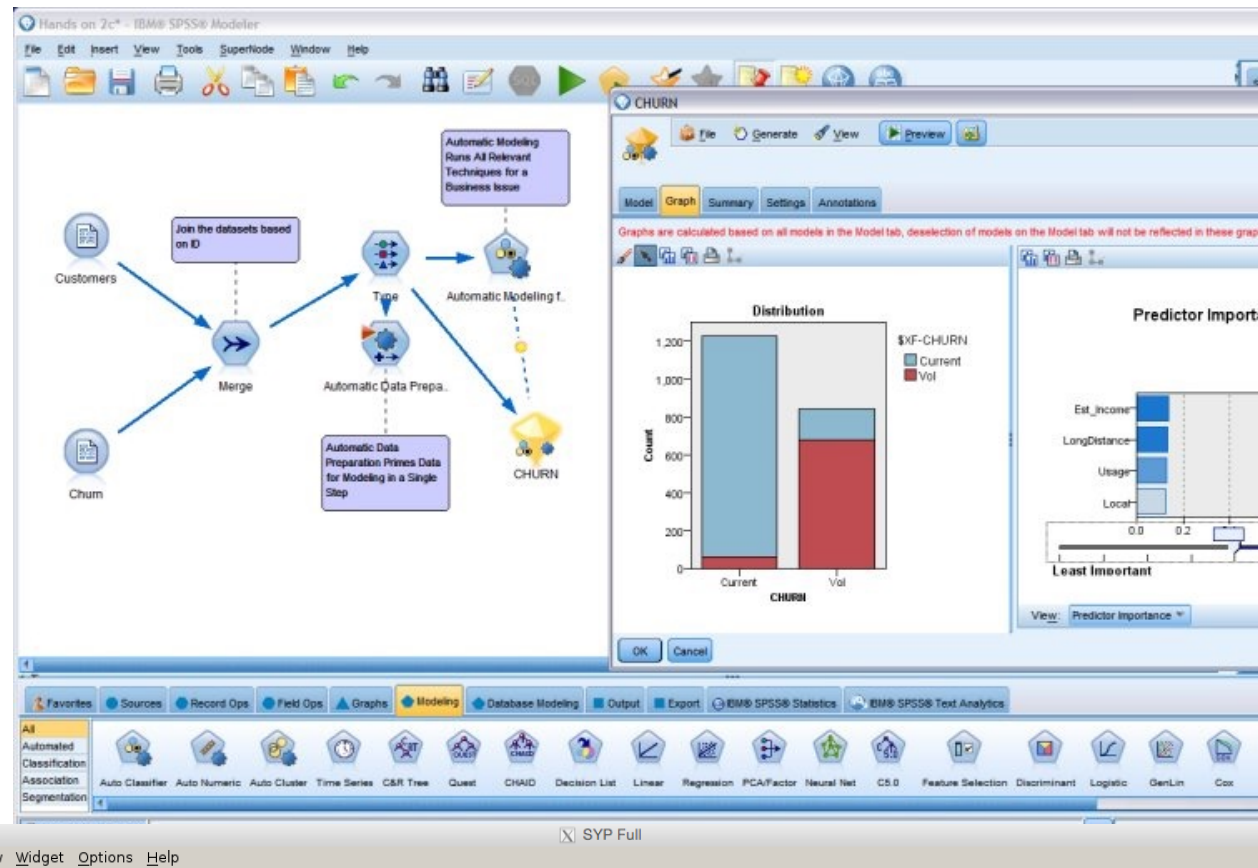 Hands on 2c* - IBM® SPSS® Modeler
File Edit Insert View Tools SuperNode Window Help
Automatic Modeling
Runs All Relevant
Techniques for a
Business Issue
Join the datasets based
on ID
Customers
Type
Automatic Modeling f..
Merge
Automatic Data Prepa..
Automatic Data
Preparation Primes Data
for Modeling in a Single
Step
CHURN
Churn
CHURN
File Generate View Preview
Model Graph Summary Settings Annotations
Graphs are calculated based on all models in the Model tab, deselection of models on the Model tab will not be reflected in these grap
Distribution
$XF-CHURN
Current
Vol
1,200
1,000
800
600
400
200
0
Count
Current Vol
CHURN
Predictor Importa
Est_Income
LongDistance
Usage
Local
0.0 0.2
Least Important
View: Predictor Importance
OK Cancel
Favorites Sources Record Ops Field Ops Graphs Modeling Database Modeling Output Export IBM® SPSS® Statistics IBM® SPSS® Text Analytics
All
Automated
Classification
Association
Segmentation
Auto Classifier Auto Numeric Auto Cluster Time Series C&R Tree Quest CHAID Decision List Linear Regression PCA/Factor Neural Net C5.0 Feature Selection Discriminant Logistic GenLin Cox
SYP Full
Widget Options Help